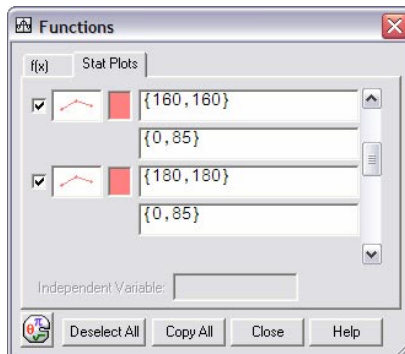 Functions
f(x) Stat Plots
{160,160}
{0,85}
{180,180}
{0,85}
Independent Variable:
θπ Deselect All Copy All Close Help